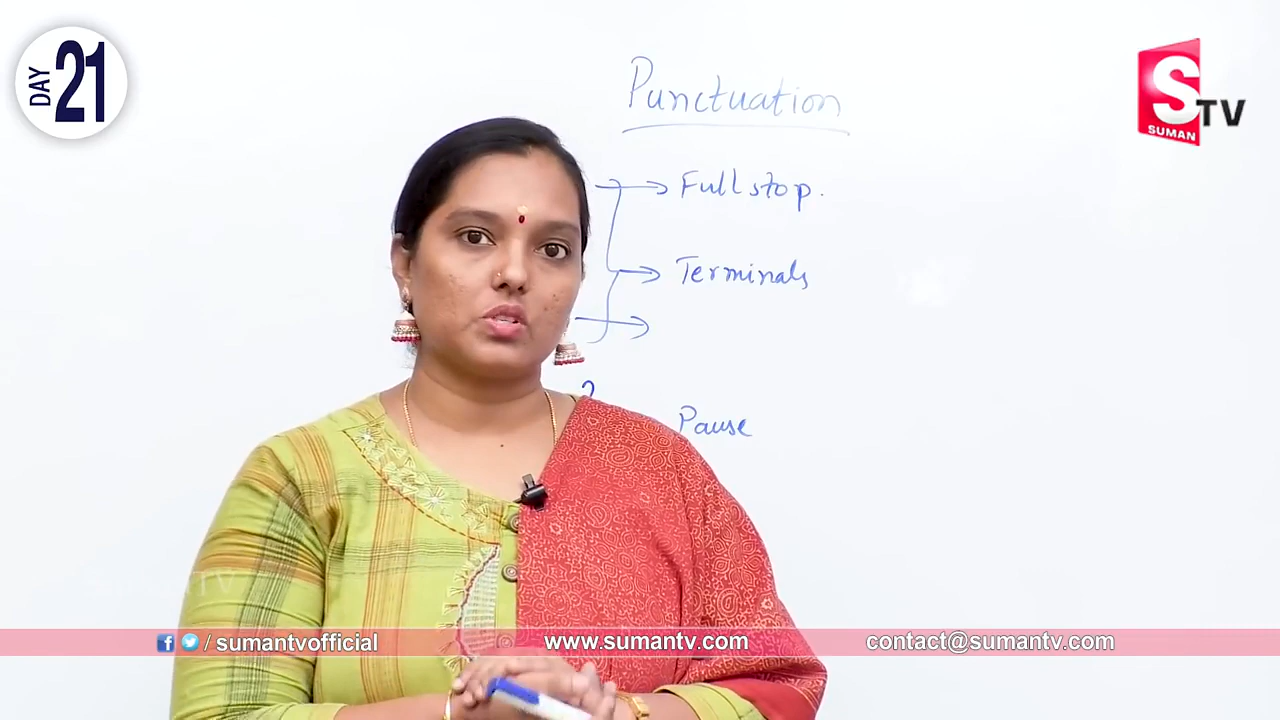 DAY 21
S TV
SUMAN
Punctuation
Full stop.
Terminals
?
Pause
/ sumantvofficial
www.sumantv.com
contact@sumantv.com